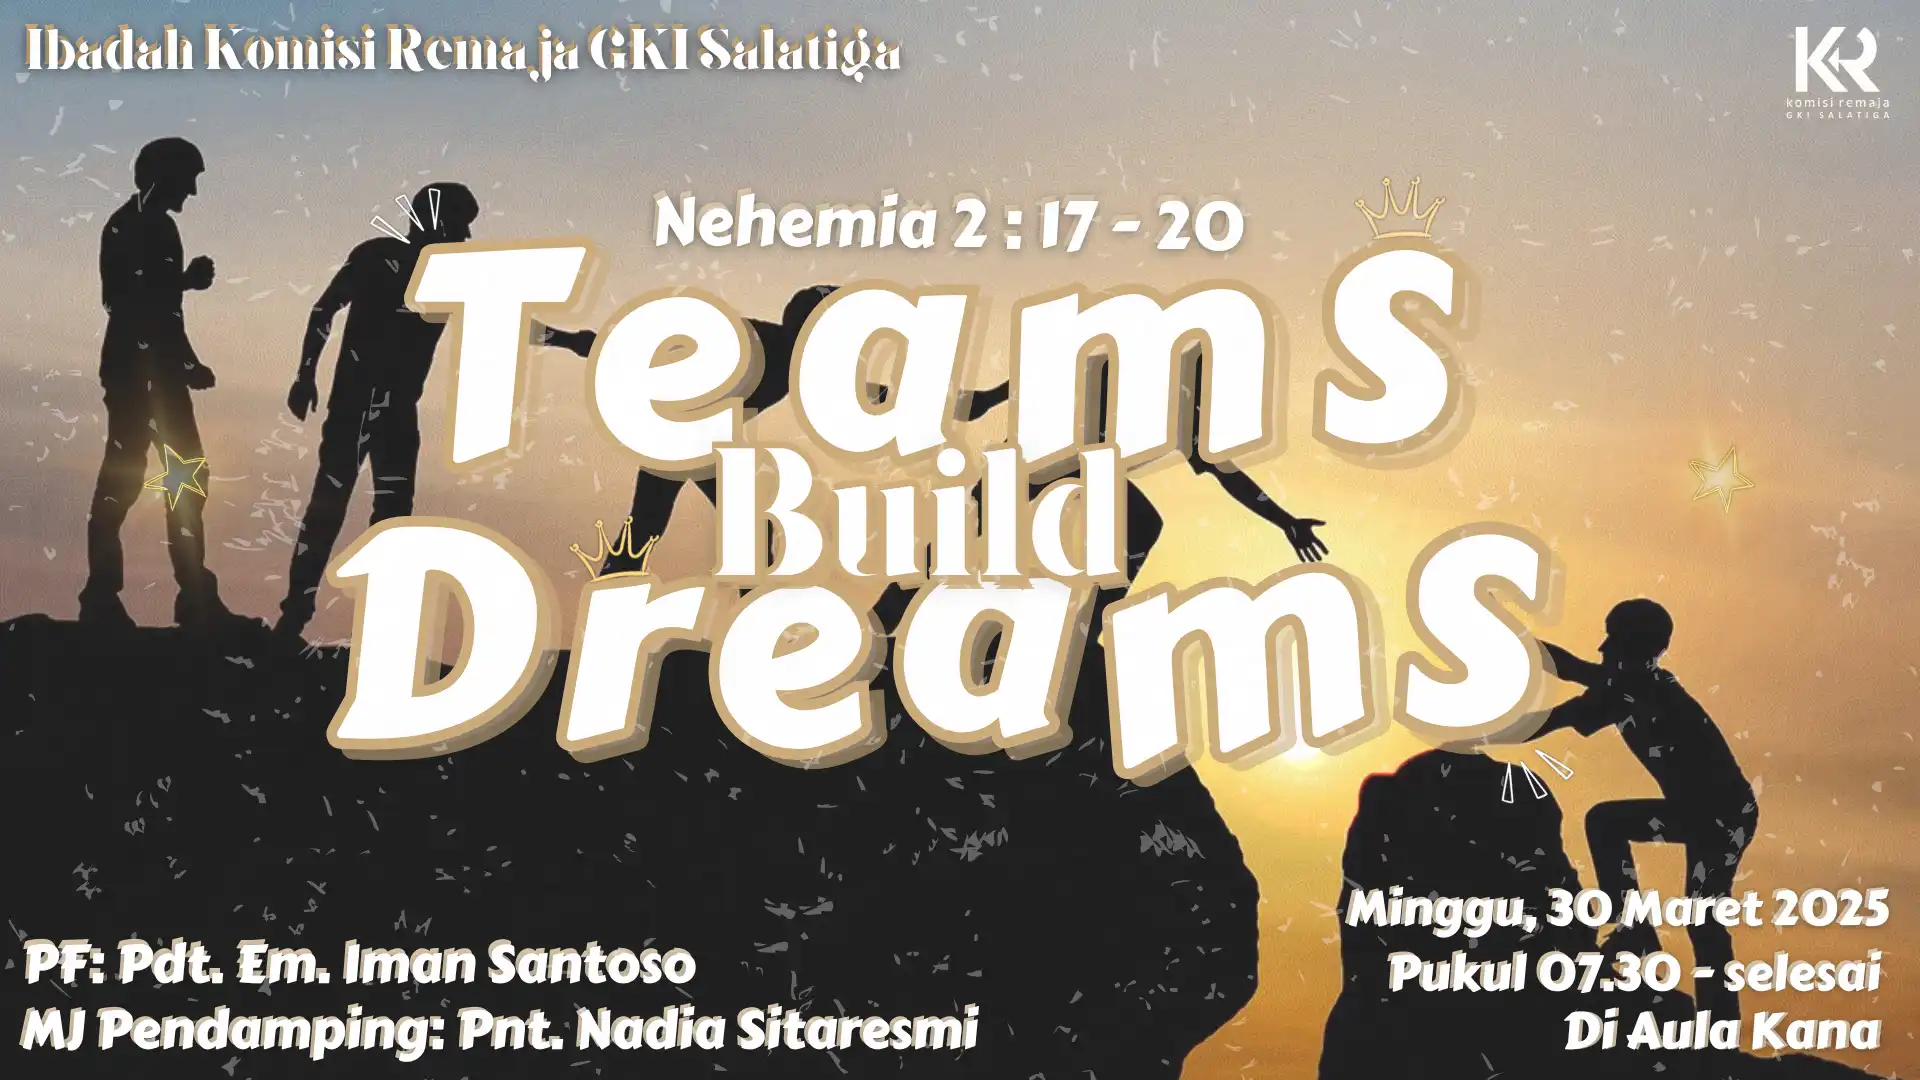 Ibadah Komisi Remaja GKI Salatiga
KR
komisi remaja
GKI SALATIGA
Nehemia 2 : 17 - 20
Teams
Build
Dreams
PF: Pdt. Em. Iman Santoso
MJ Pendamping: Pnt. Nadia Sitaresmi
Minggu, 30 Maret 2025
Pukul 07.30 - selesai
Di Aula Kana